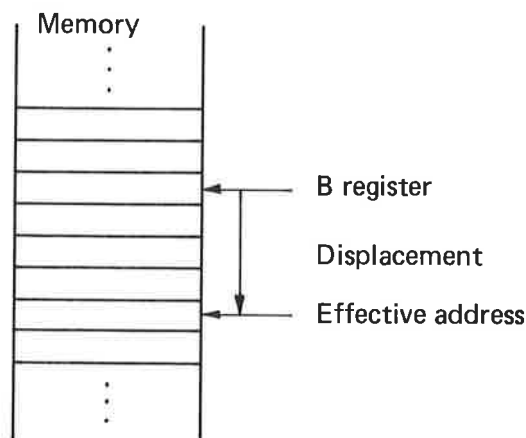 Memory
B register
Displacement
Effective address